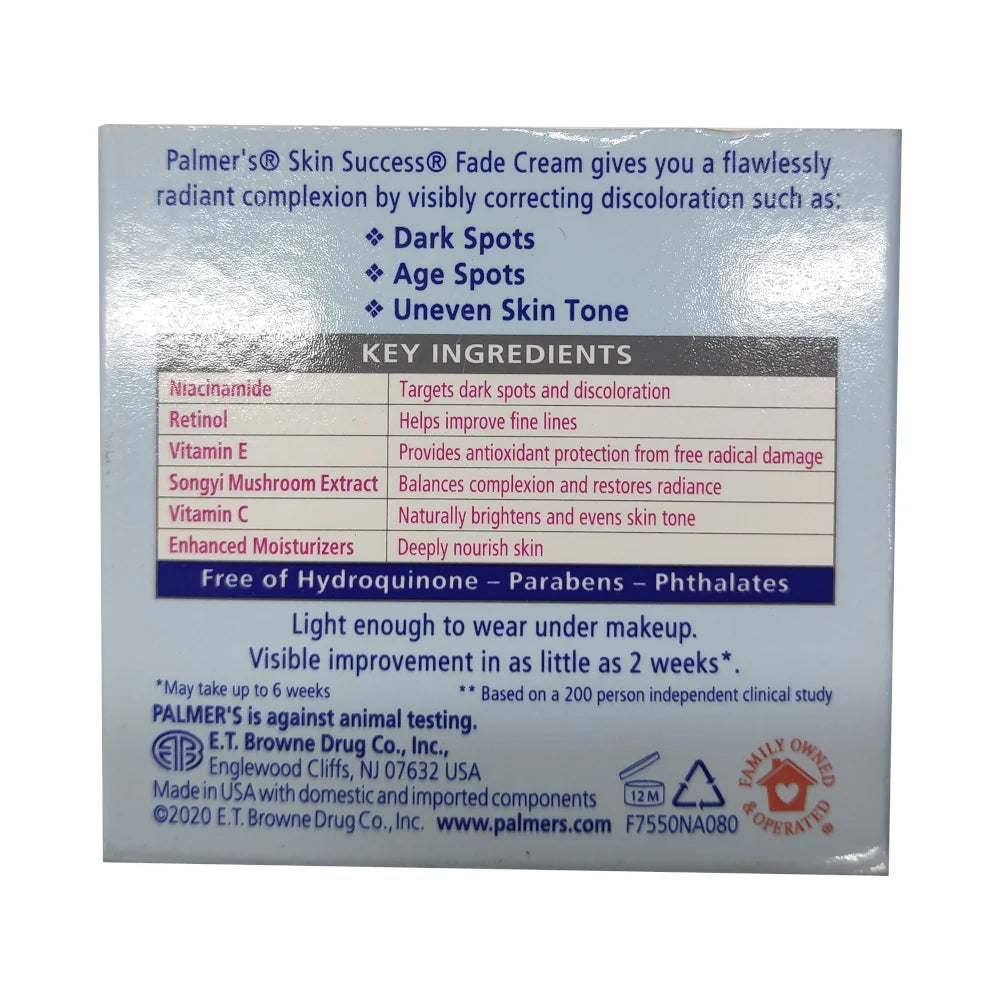 Palmer's® Skin Success® Fade Cream gives you a flawlessly
radiant complexion by visibly correcting discoloration such as:
❖ Dark Spots
❖ Age Spots
❖ Uneven Skin Tone
KEY INGREDIENTS
Niacinamide Targets dark spots and discoloration
Retinol Helps improve fine lines
Vitamin E Provides antioxidant protection from free radical damage
Songyi Mushroom Extract Balances complexion and restores radiance
Vitamin C Naturally brightens and evens skin tone
Enhanced Moisturizers Deeply nourish skin
Free of Hydroquinone – Parabens – Phthalates
Light enough to wear under makeup.
Visible improvement in as little as 2 weeks*.
*May take up to 6 weeks ** Based on a 200 person independent clinical study
PALMER'S is against animal testing.
ETB E.T. Browne Drug Co., Inc.,
Englewood Cliffs, NJ 07632 USA
Made in USA with domestic and imported components
©2020 E.T. Browne Drug Co., Inc. www.palmers.com F7550NA080
12 M
FAMILY OWNED
& OPERATED®